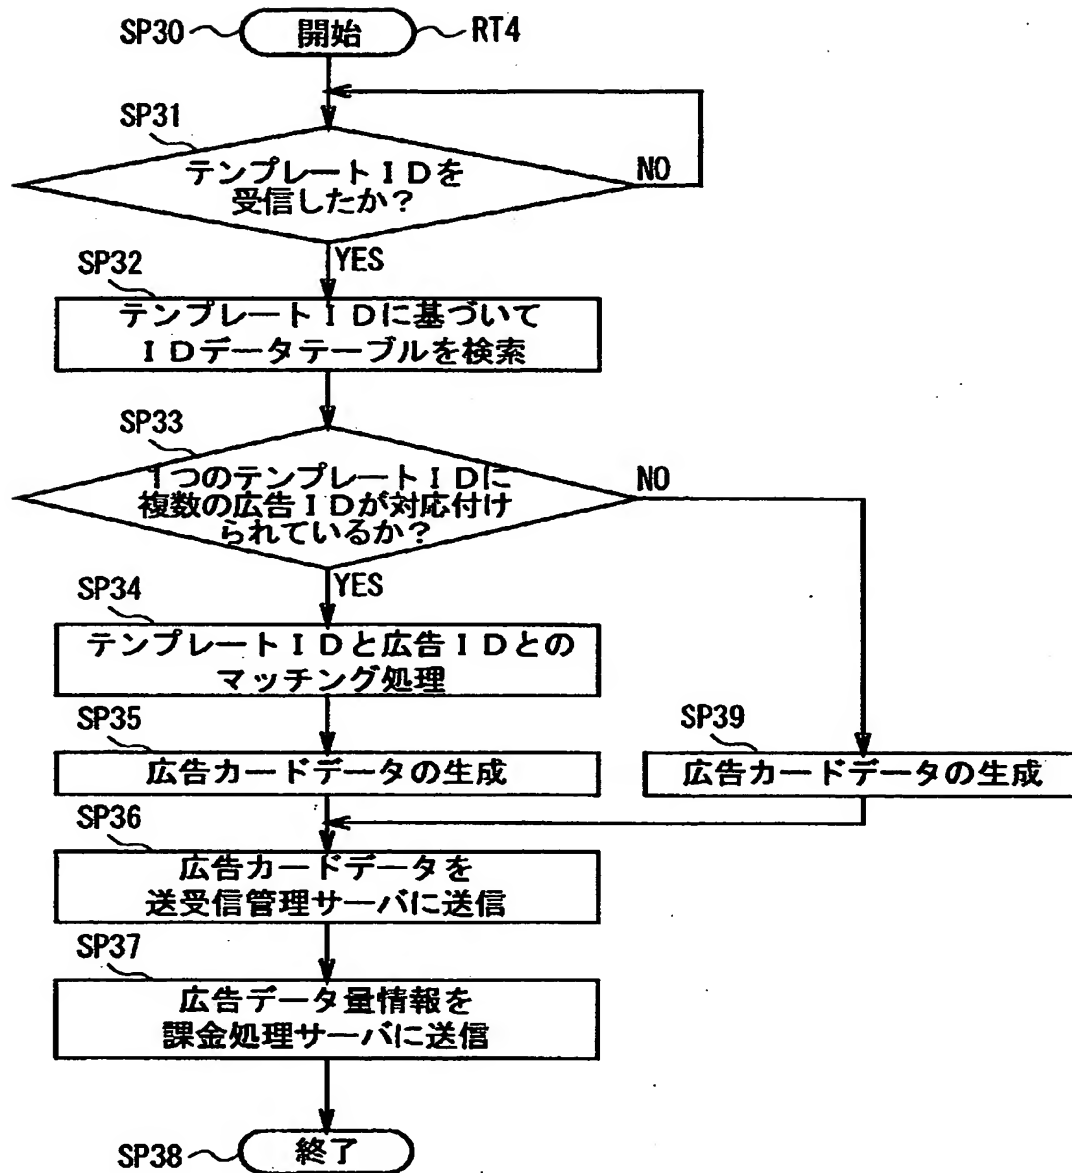 SP30
開始
RT4
SP31
テンプレートＩＤを
受信したか？
NO
YES
SP32
テンプレートＩＤに基づいて
ＩＤデータテーブルを検索
SP33
１つのテンプレートＩＤに
複数の広告ＩＤが対応付け
られているか？
NO
YES
SP34
テンプレートＩＤと広告ＩＤとの
マッチング処理
SP35
広告カードデータの生成
SP39
広告カードデータの生成
SP36
広告カードデータを
送受信管理サーバに送信
SP37
広告データ量情報を
課金処理サーバに送信
SP38
終了